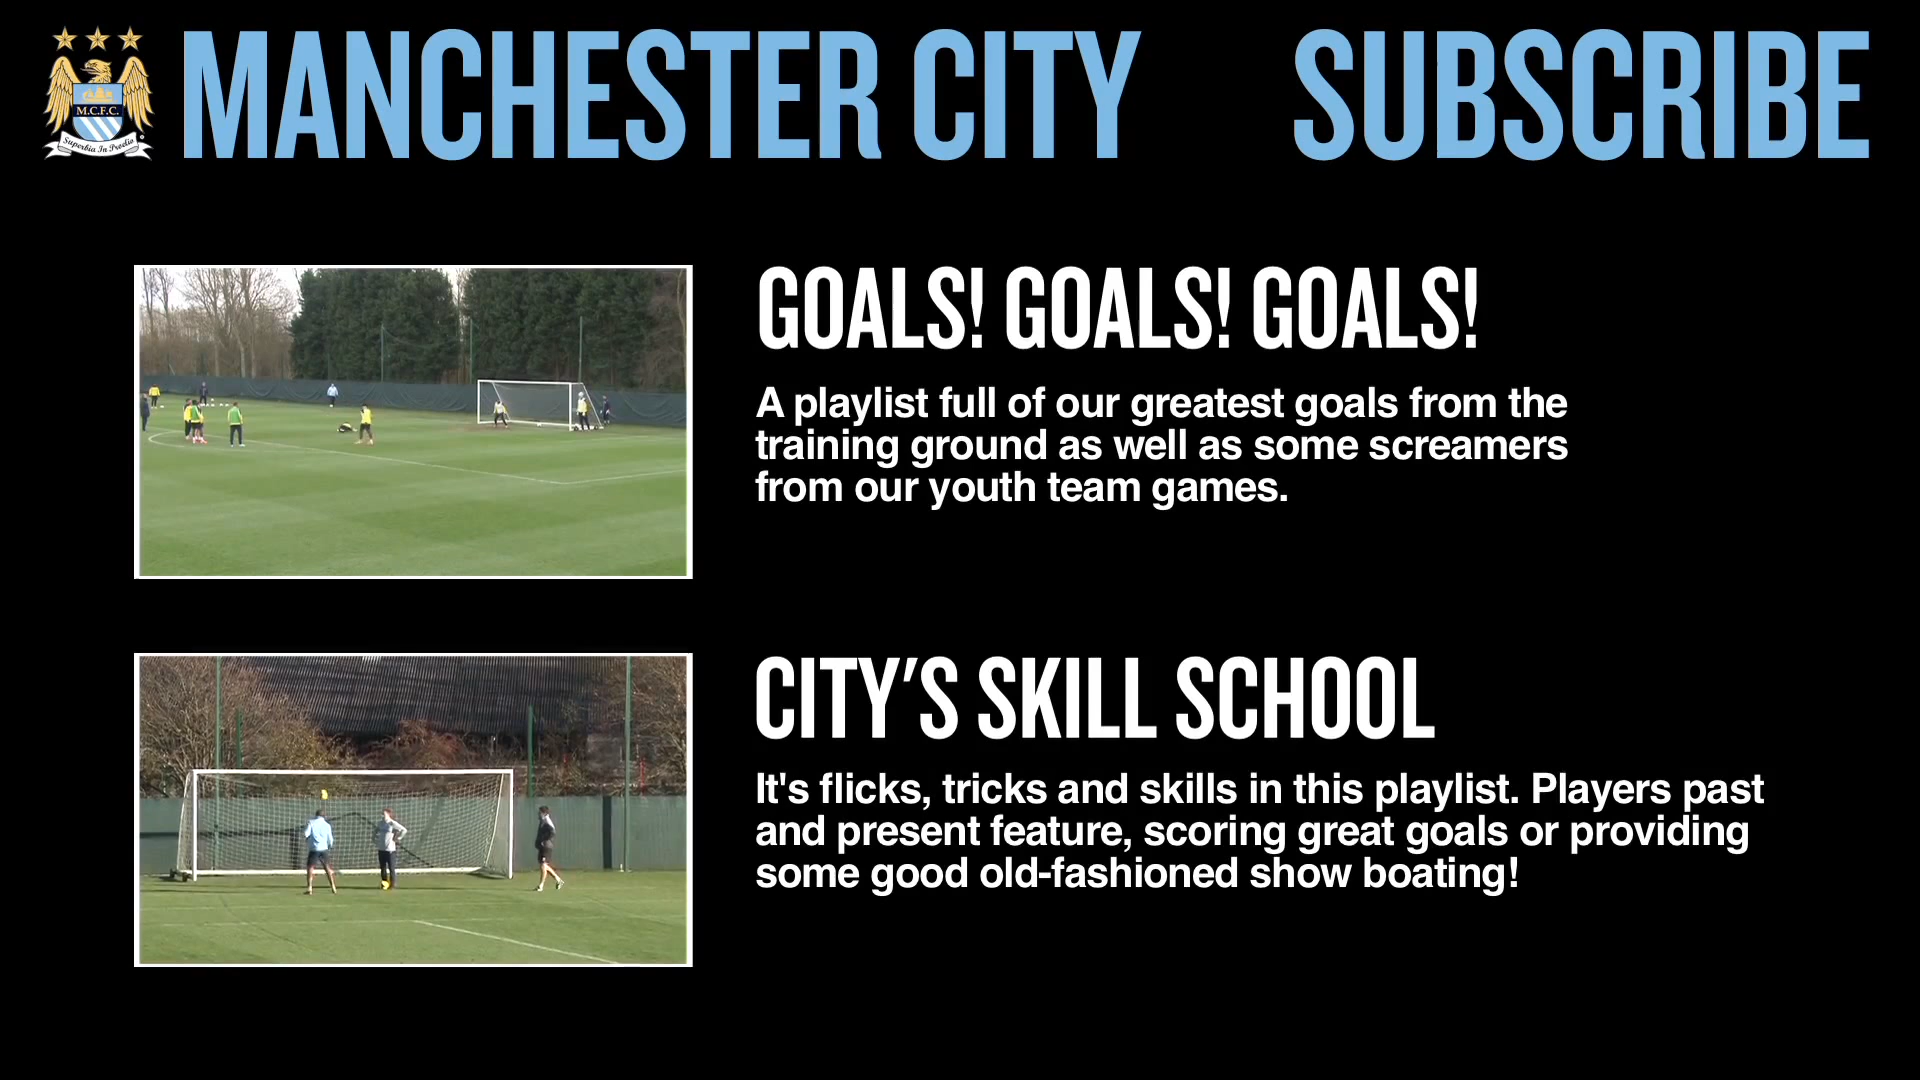 MANCHESTER CITY
SUBSCRIBE
M.C.F.C.
Superbia In Proelio
GOALS! GOALS! GOALS!
A playlist full of our greatest goals from the
training ground as well as some screamers
from our youth team games.
CITY'S SKILL SCHOOL
It's flicks, tricks and skills in this playlist. Players past
and present feature, scoring great goals or providing
some good old-fashioned show boating!